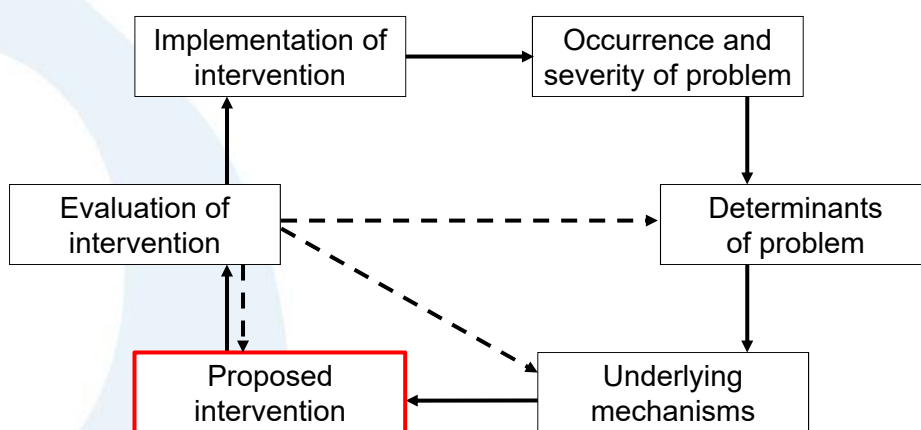 Implementation of
intervention
Occurrence and
severity of problem
Evaluation of
intervention
Determinants
of problem
Proposed
intervention
Underlying
mechanisms